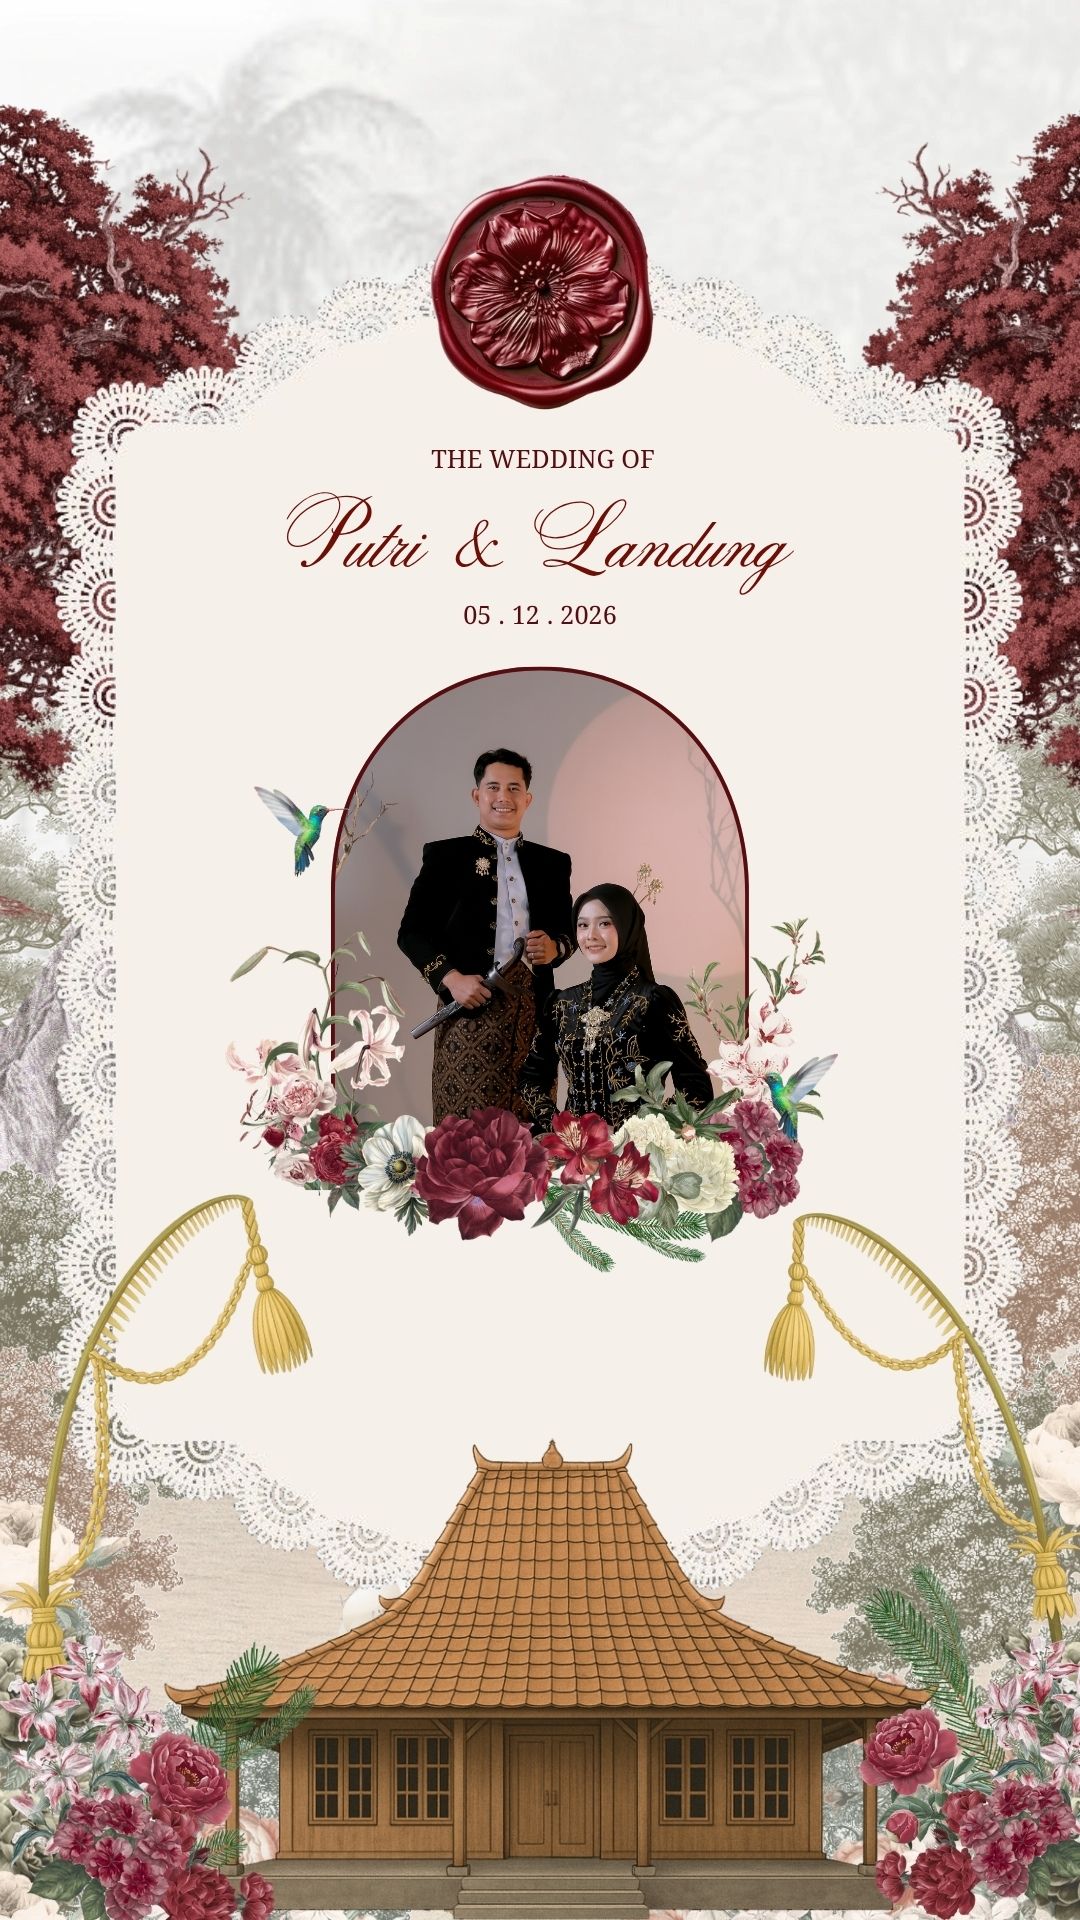 THE WEDDING OF
Putri & Landung
05 . 12 . 2026